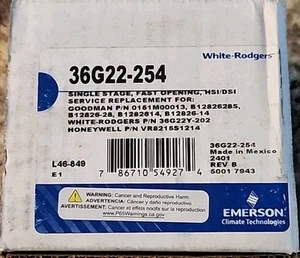 White-Rodgers
36G22-254
SINGLE STAGE, FAST OPENING, HSI/DSI
SERVICE REPLACEMENT FOR:
GOODMAN P/N 0151M00013, B1282628S,
B12826-28, B1282614, B12826-14
WHITE-RODGERS P/N 36G22Y-202
HONEYWELL P/N VR8215S1214
L46-849
E1
7 86710 54927 4
36G22-254
Made in Mexico
2401
REV B
5001 7943
WARNING: Cancer and Reproductive Harm
ADVERTENCIA: Cáncer y daño reproductivo
AVERTISSEMENT: Cancer et effets nocifs sur la reproduction
www.P65Warnings.ca.gov
EMERSON
Climate Technologies